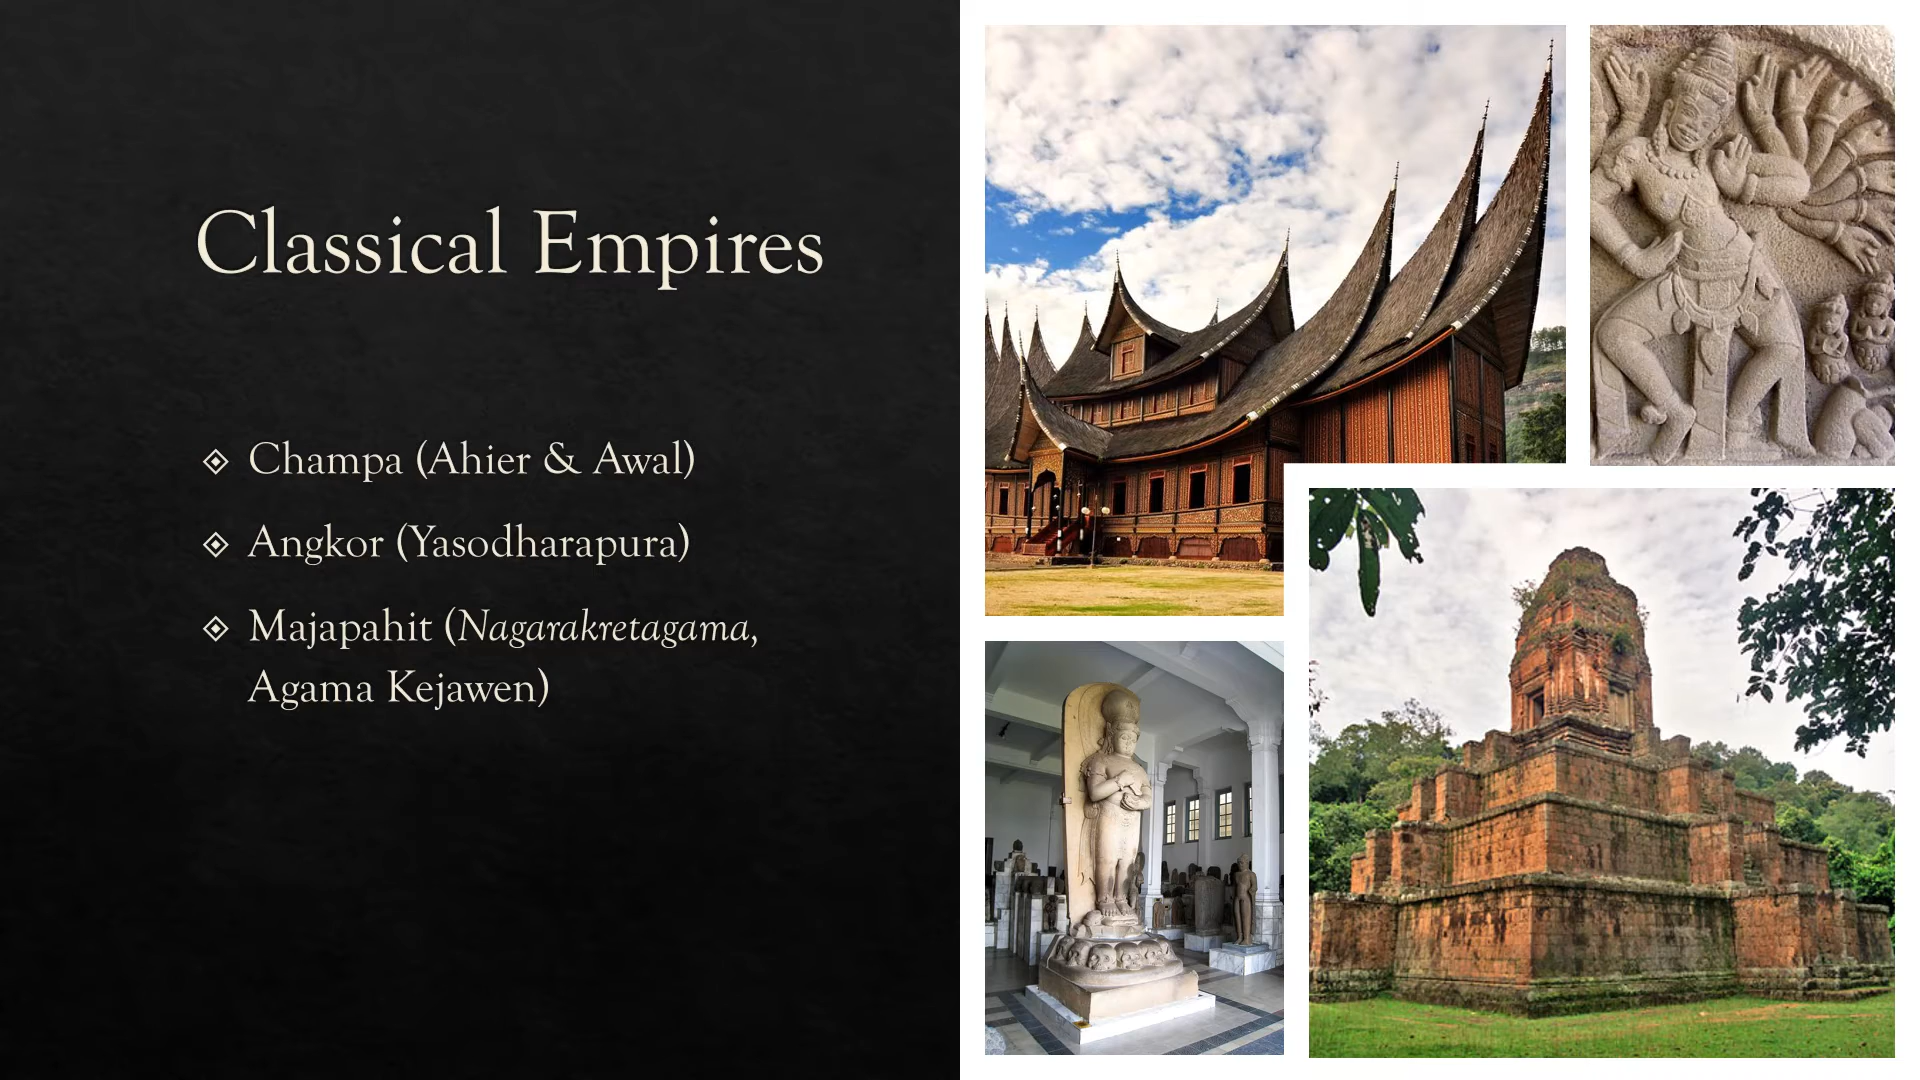 Classical Empires
Champa (Ahier & Awal)
Angkor (Yasodharapura)
Majapahit (Nagarakretagama,
Agama Kejawen)